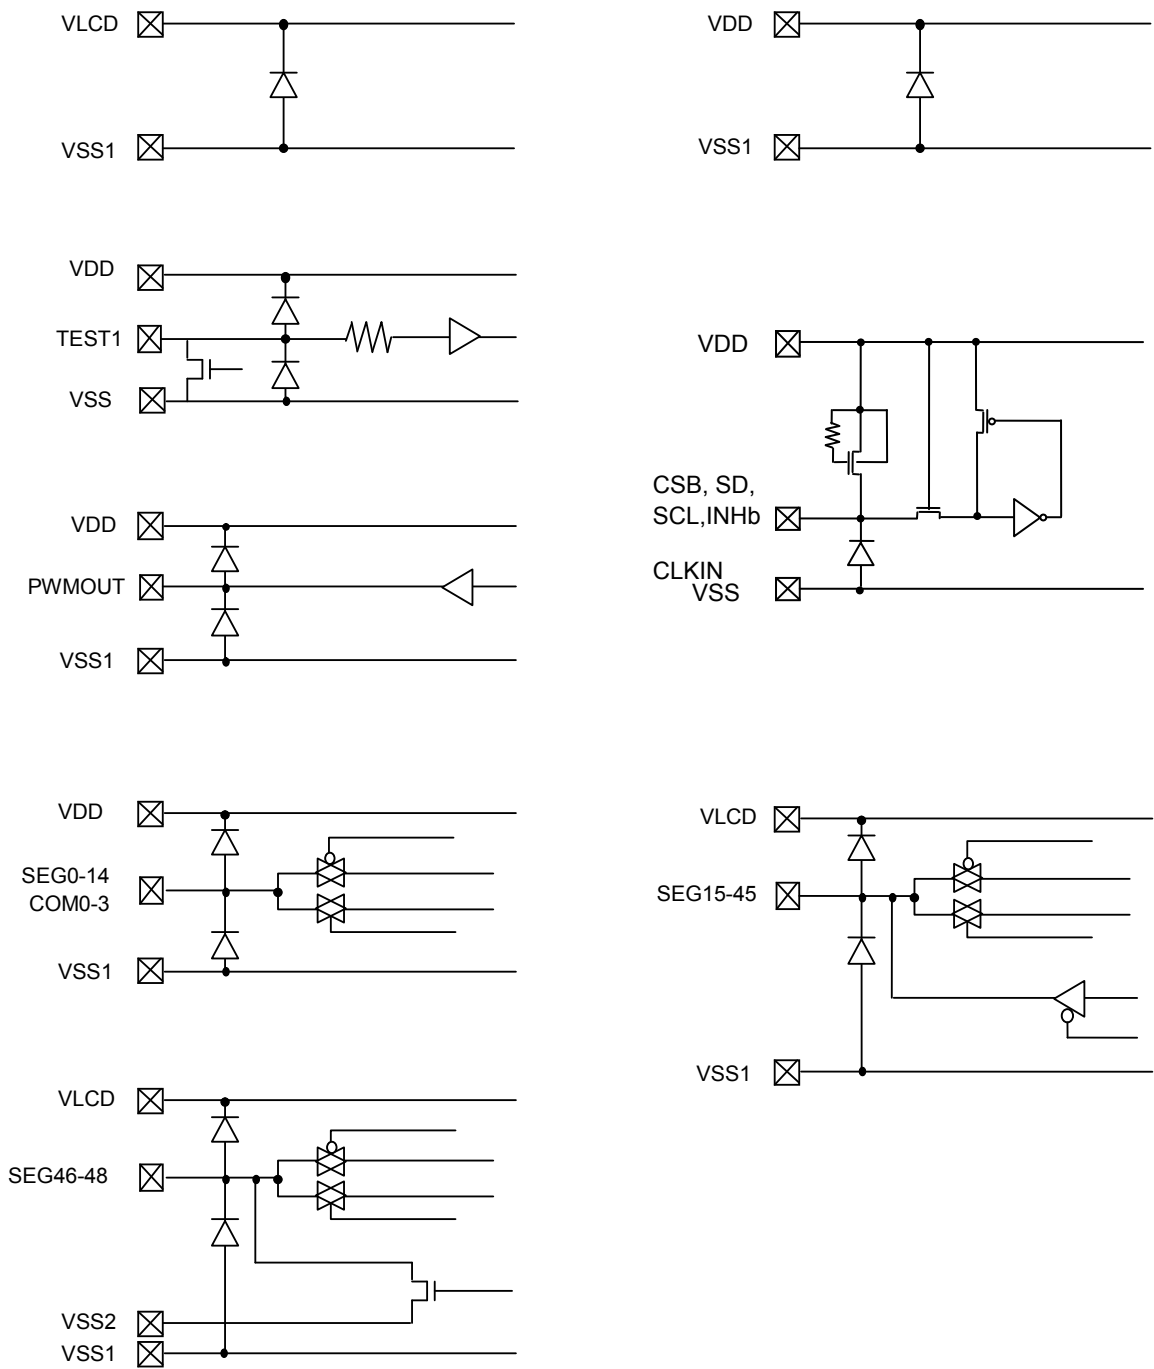 VLCD
VSS1
VDD
VSS1
VDD
TEST1
VSS
VDD
CSB, SD,
SCL,INHb
CLKIN
VSS
VDD
PWMOUT
VSS1
VDD
SEG0-14
COM0-3
VSS1
VLCD
SEG15-45
VSS1
VLCD
SEG46-48
VSS2
VSS1